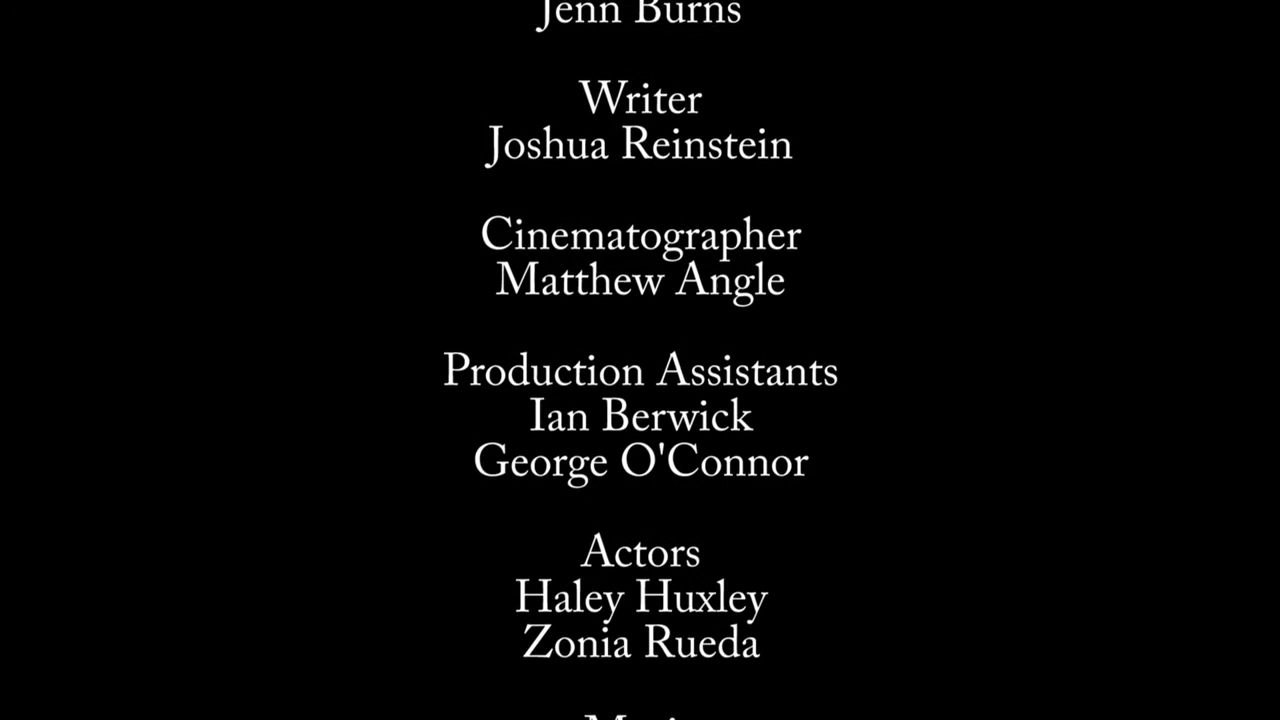 Jenn Burns
Writer
Joshua Reinstein
Cinematographer
Matthew Angle
Production Assistants
Ian Berwick
George O'Connor
Actors
Haley Huxley
Zonia Rueda